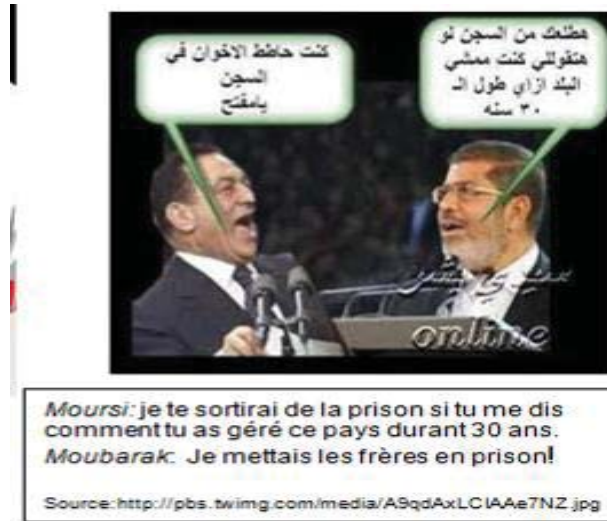 هطلعك من السجن لو
هتقوللي كنت ممشي
البلد ازاي طول الـ
٣٠ سنه
كنت حاطط الاخوان في
السجن
يامفتح
online
Moursi: je te sortirai de la prison si tu me dis
comment tu as géré ce pays durant 30 ans.
Moubarak: Je mettais les frères en prison!
Source:http://pbs.twimg.com/media/A9qdAxLCIAAe7NZ.jpg